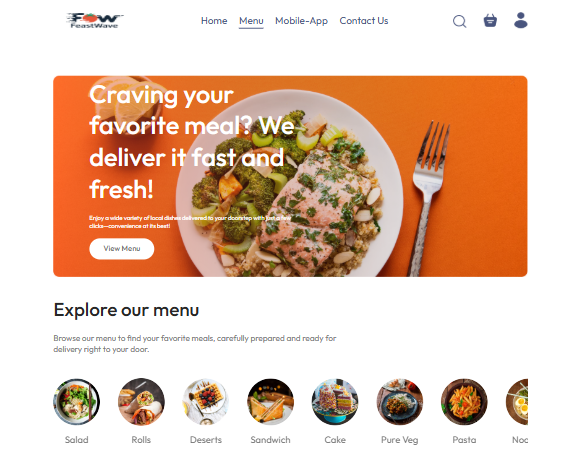 FeastWave
Home Menu Mobile-App Contact Us
Craving your
favorite meal? We
deliver it fast and
fresh!
Enjoy a wide variety of local dishes delivered to your doorstep with just a few
clicks—convenience at its best!
View Menu
Explore our menu
Browse our menu to find your favorite meals, carefully prepared and ready for
delivery right to your door.
Salad Rolls Deserts Sandwich Cake Pure Veg Pasta Noo